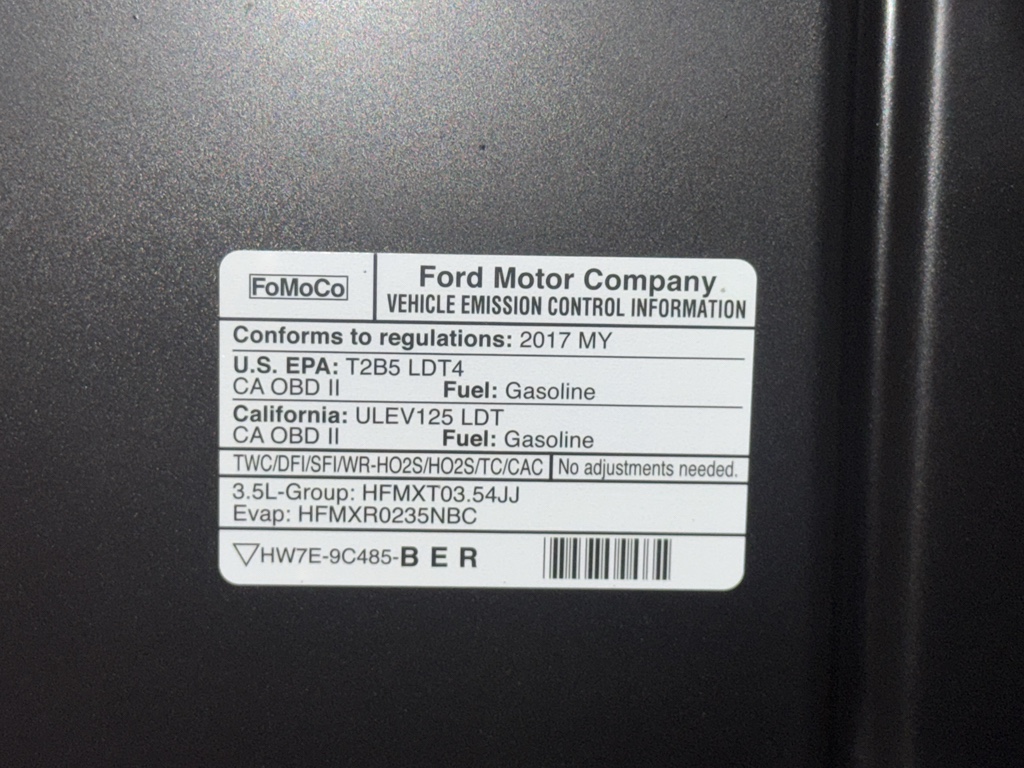 FoMoCo
Ford Motor Company
VEHICLE EMISSION CONTROL INFORMATION
Conforms to regulations: 2017 MY
U.S. EPA: T2B5 LDT4
CA OBD II Fuel: Gasoline
California: ULEV125 LDT
CA OBD II Fuel: Gasoline
TWC/DFI/SFI/WR-HO2S/HO2S/TC/CAC No adjustments needed.
3.5L-Group: HFMXT03.54JJ
Evap: HFMXR0235NBC
HW7E-9C485-B E R